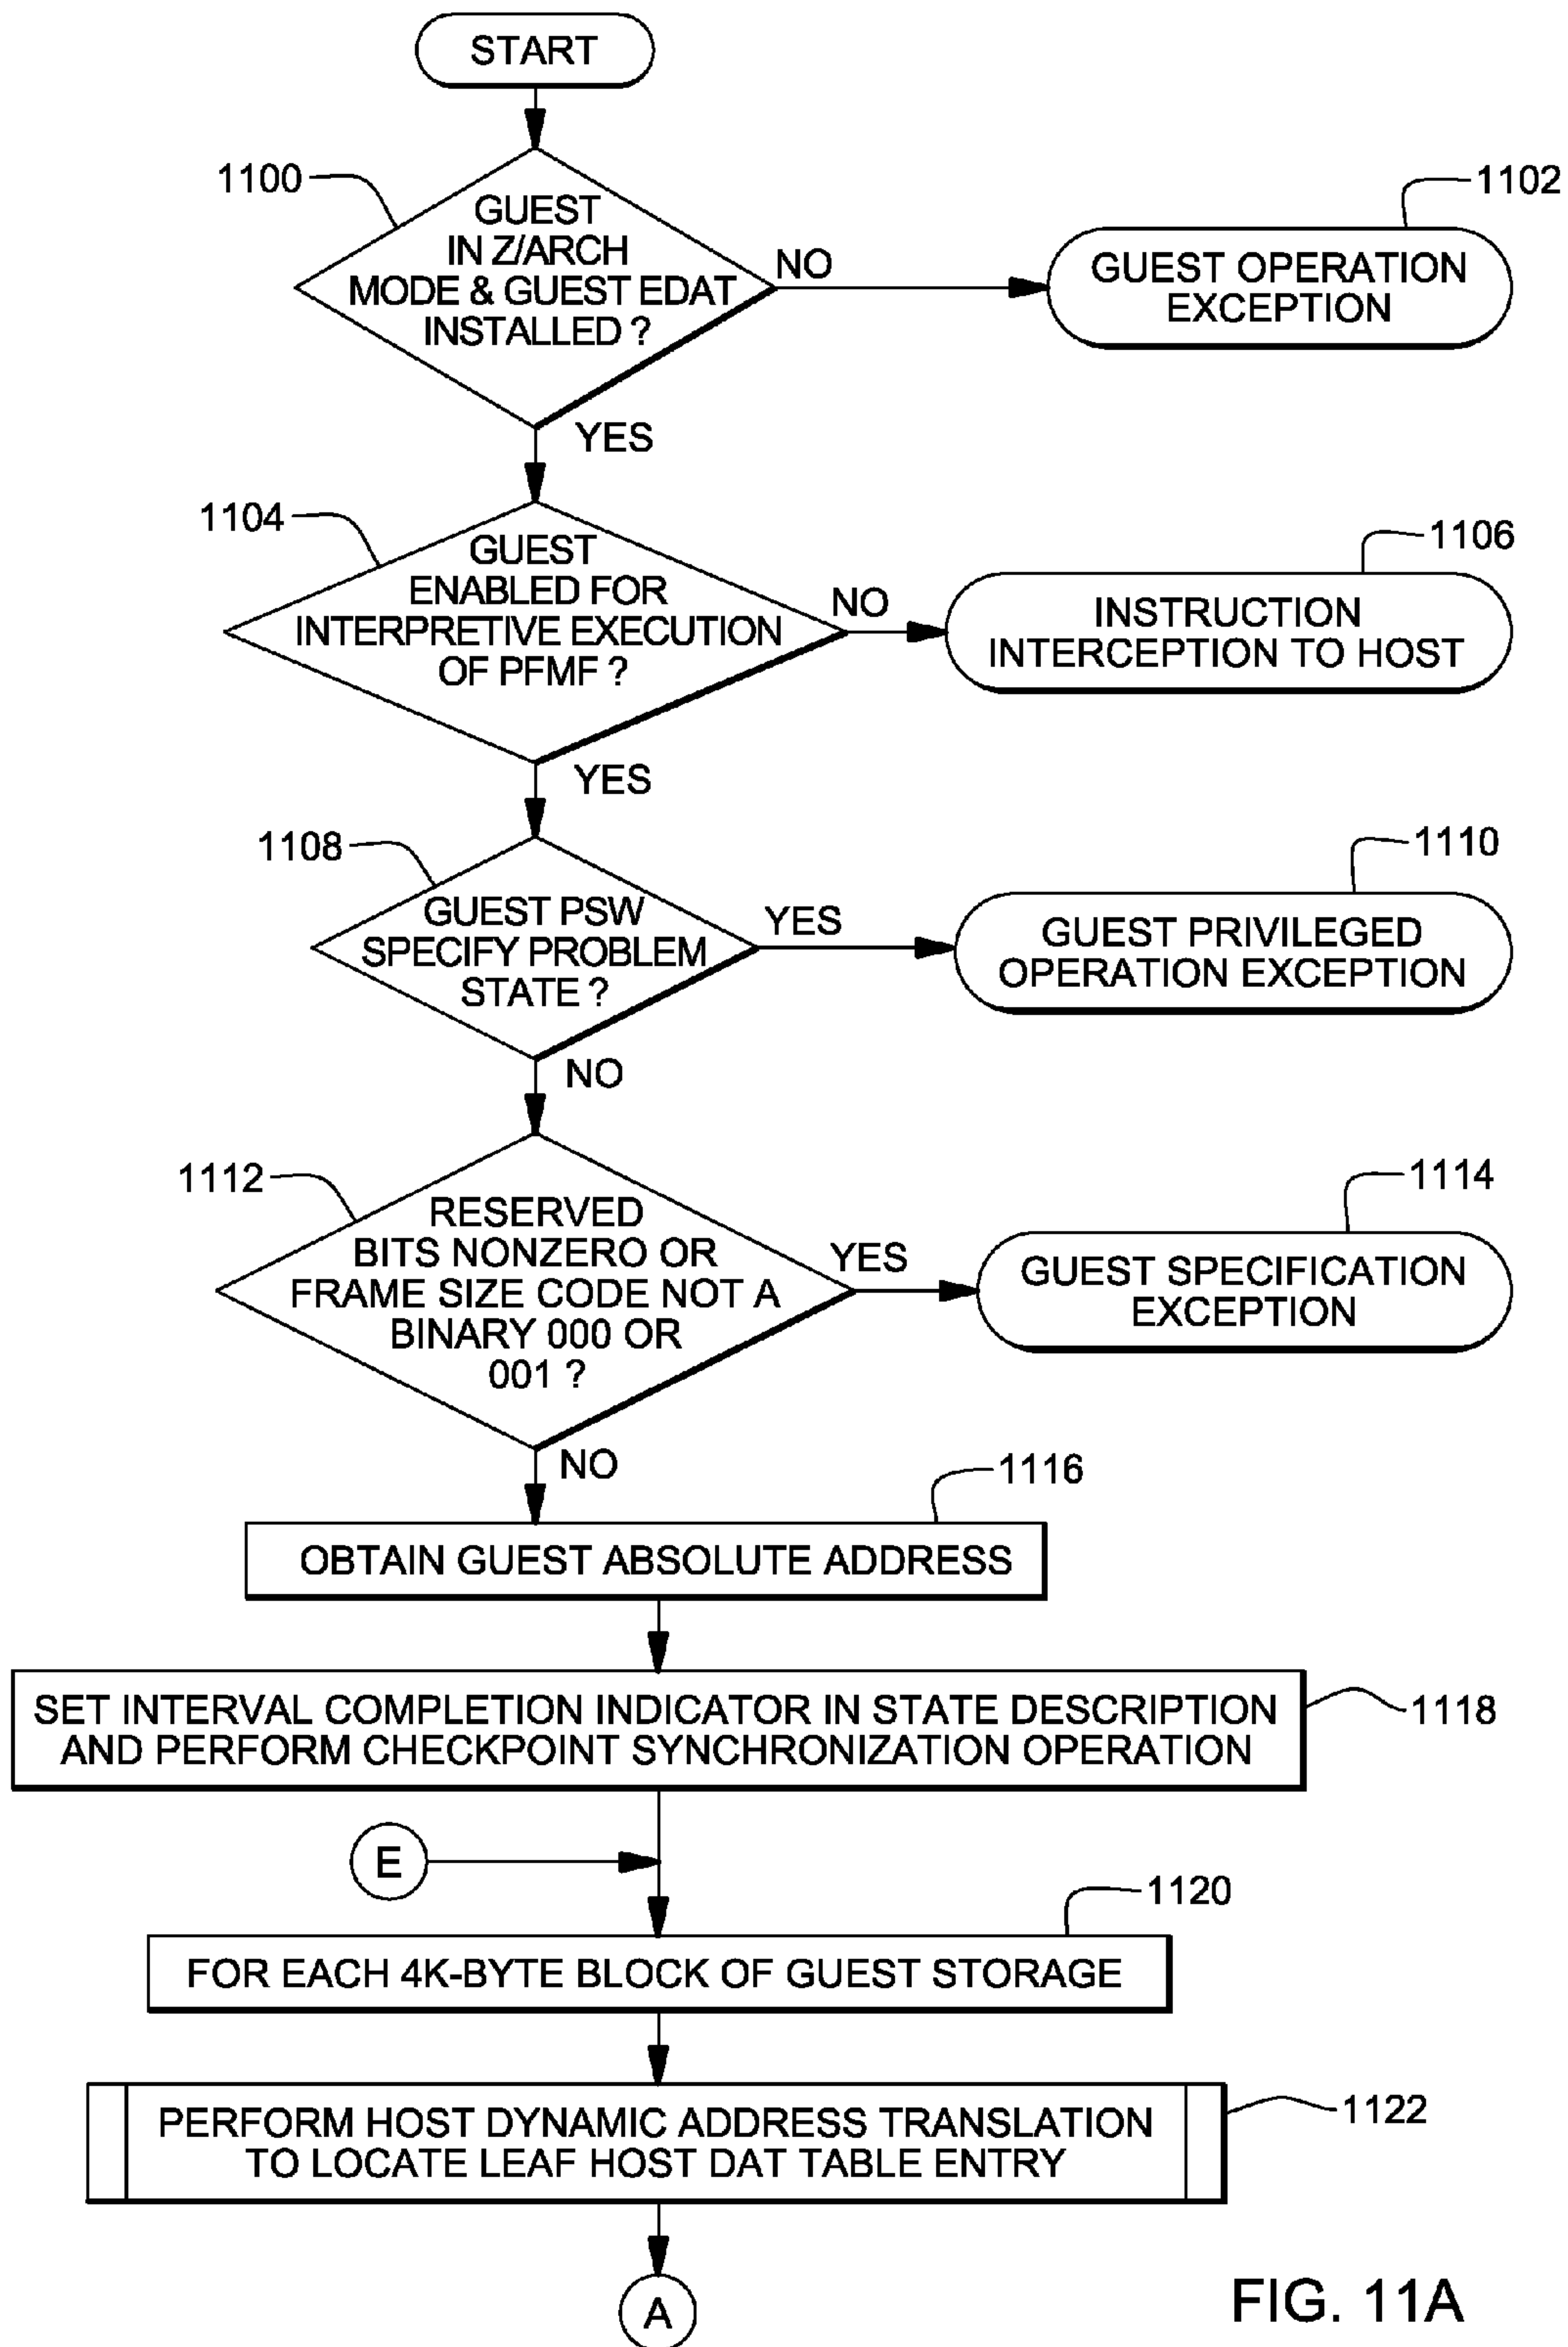 START
1100
GUEST
IN Z/ARCH
MODE & GUEST EDAT
INSTALLED ?
NO
1102
GUEST OPERATION
EXCEPTION
YES
1104
GUEST
ENABLED FOR
INTERPRETIVE EXECUTION
OF PFMF ?
NO
1106
INSTRUCTION
INTERCEPTION TO HOST
YES
1108
GUEST PSW
SPECIFY PROBLEM
STATE ?
YES
1110
GUEST PRIVILEGED
OPERATION EXCEPTION
NO
1112
RESERVED
BITS NONZERO OR
FRAME SIZE CODE NOT A
BINARY 000 OR
001 ?
YES
1114
GUEST SPECIFICATION
EXCEPTION
NO
1116
OBTAIN GUEST ABSOLUTE ADDRESS
SET INTERVAL COMPLETION INDICATOR IN STATE DESCRIPTION
AND PERFORM CHECKPOINT SYNCHRONIZATION OPERATION
1118
E
1120
FOR EACH 4K-BYTE BLOCK OF GUEST STORAGE
PERFORM HOST DYNAMIC ADDRESS TRANSLATION
TO LOCATE LEAF HOST DAT TABLE ENTRY
1122
A
FIG. 11A